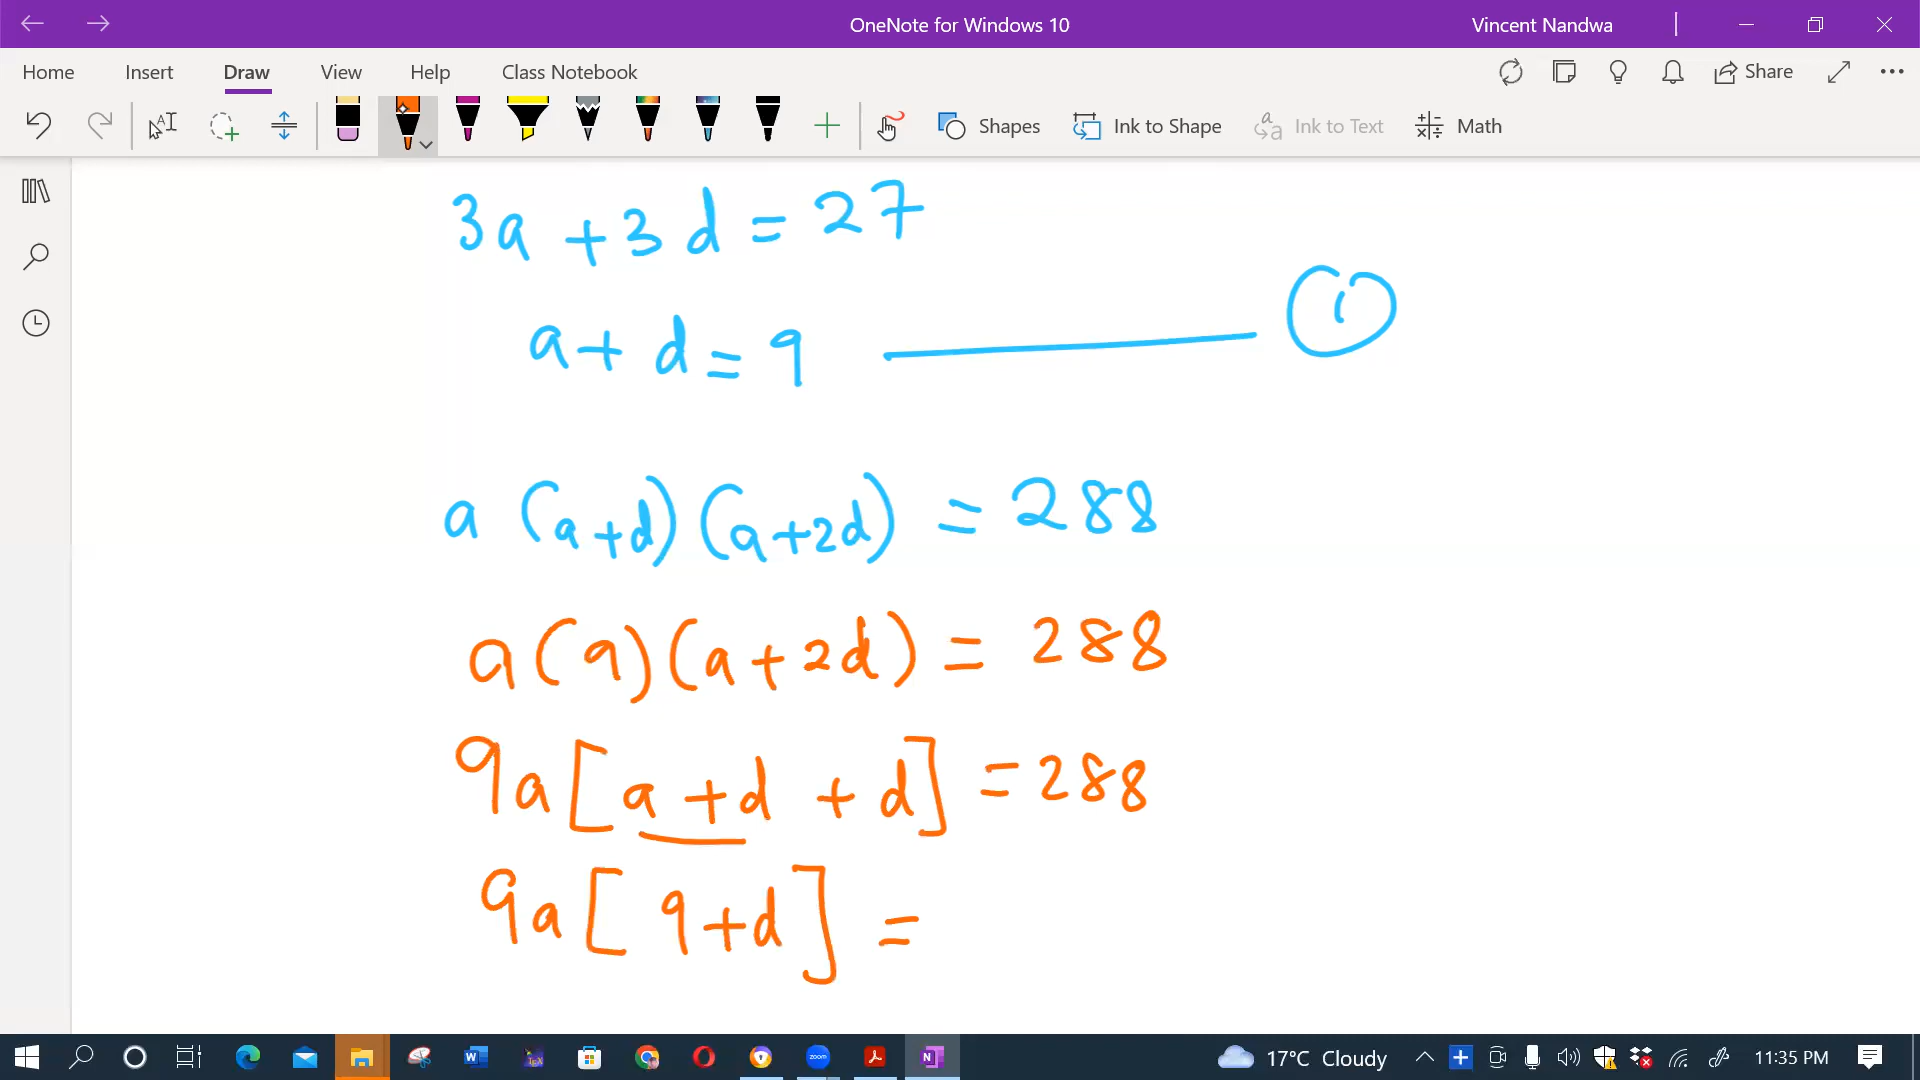 OneNote for Windows 10
Vincent Nandwa
Home Insert Draw View Help Class Notebook
Share
Shapes Ink to Shape Ink to Text Math
3a + 3d = 27
a + d = 9 ——— ①
a (a+d)(a+2d) = 288
a(9)(a+2d) = 288
9a[a+d + d] = 288
9a[9+d] =
17°C Cloudy
11:35 PM